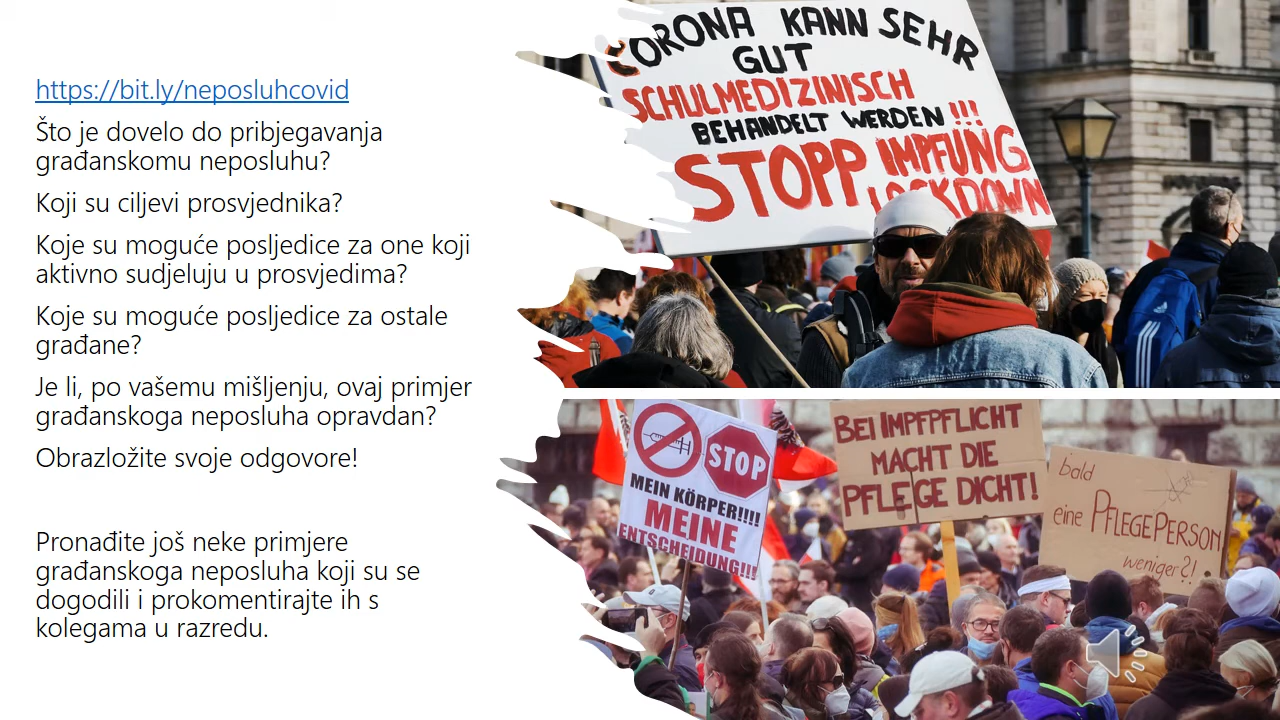 https://bit.ly/neposluhcovid
Što je dovelo do pribjegavanja
građanskomu neposluhu?
Koji su ciljevi prosvjednika?
Koje su moguće posljedice za one koji
aktivno sudjeluju u prosvjedima?
Koje su moguće posljedice za ostale
građane?
Je li, po vašemu mišljenju, ovaj primjer
građanskoga neposluha opravdan?
Obrazložite svoje odgovore!
Pronađite još neke primjere
građanskoga neposluha koji su se
dogodili i prokomentirajte ih s
kolegama u razredu.
CORONA KANN SEHR
GUT
SCHULMEDIZINISCH
BEHANDELT WERDEN !!!
STOPP IMPFUNG
LOCKDOWN
STOP
MEIN KÖRPER!!!!
MEINE
ENTSCHEIDUNG!!!
BEI IMPFPFLICHT
MACHT DIE
PFLEGE DICHT!
bald
eine PFLEGEPERSON
weniger?!